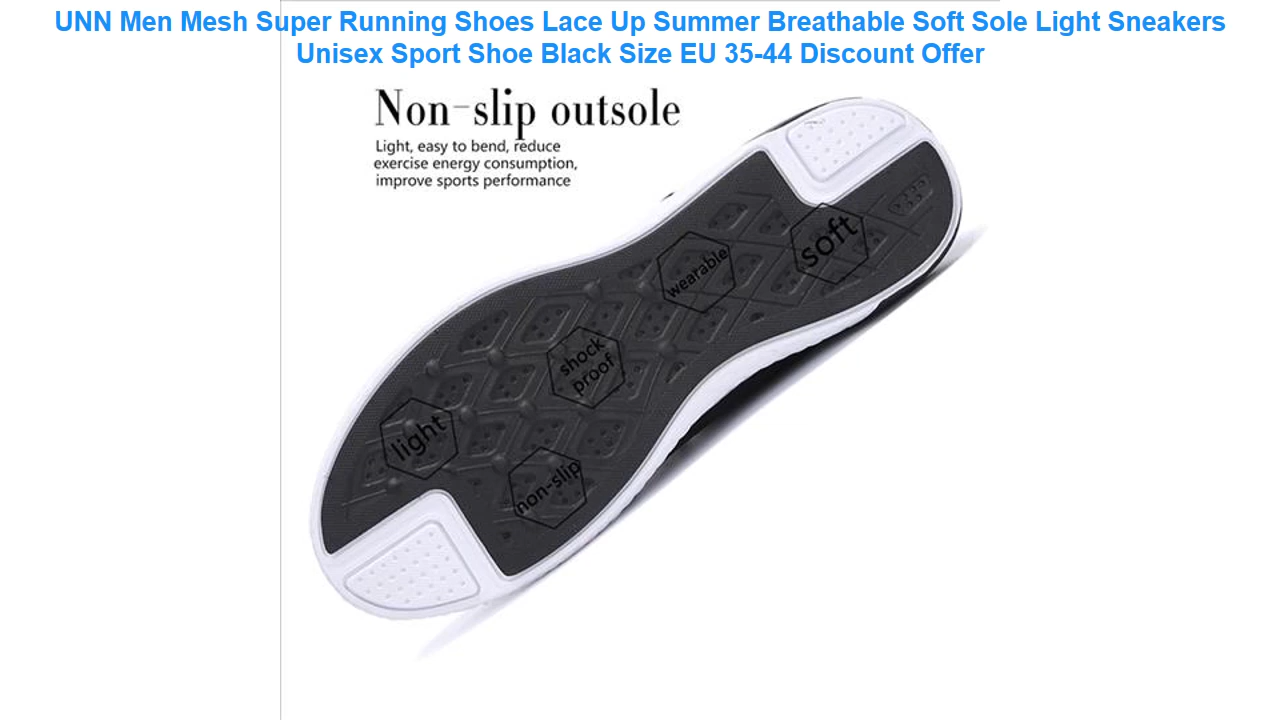 UNN Men Mesh Super Running Shoes Lace Up Summer Breathable Soft Sole Light Sneakers
Unisex Sport Shoe Black Size EU 35-44 Discount Offer
Non-slip outsole
Light, easy to bend, reduce
exercise energy consumption,
improve sports performance
soft
wearable
shock
proof
light
non-slip